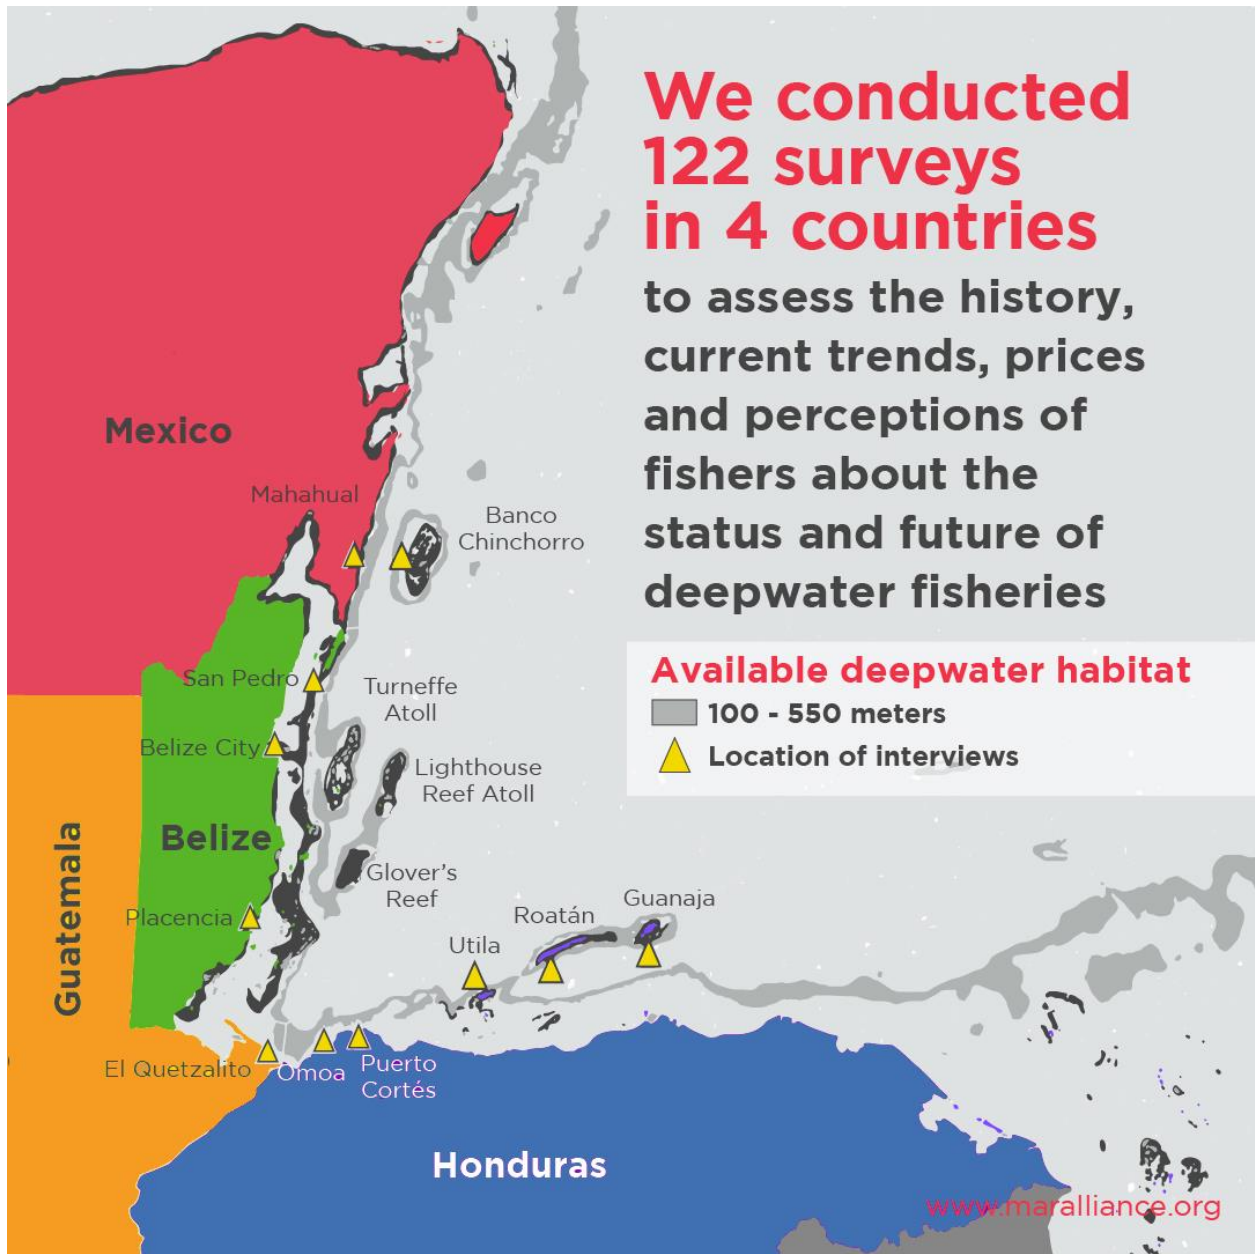 We conducted
122 surveys
in 4 countries
to assess the history,
current trends, prices
and perceptions of
fishers about the
status and future of
deepwater fisheries
Available deepwater habitat
100 - 550 meters
Location of interviews
Mexico
Mahahual
Banco
Chinchorro
San Pedro
Turneffe
Atoll
Belize City
Lighthouse
Reef Atoll
Belize
Guatemala
Glover's
Reef
Placencia
Guanaja
Roatán
Utila
El Quetzalito
Omoa
Puerto
Cortés
Honduras
www.maralliance.org